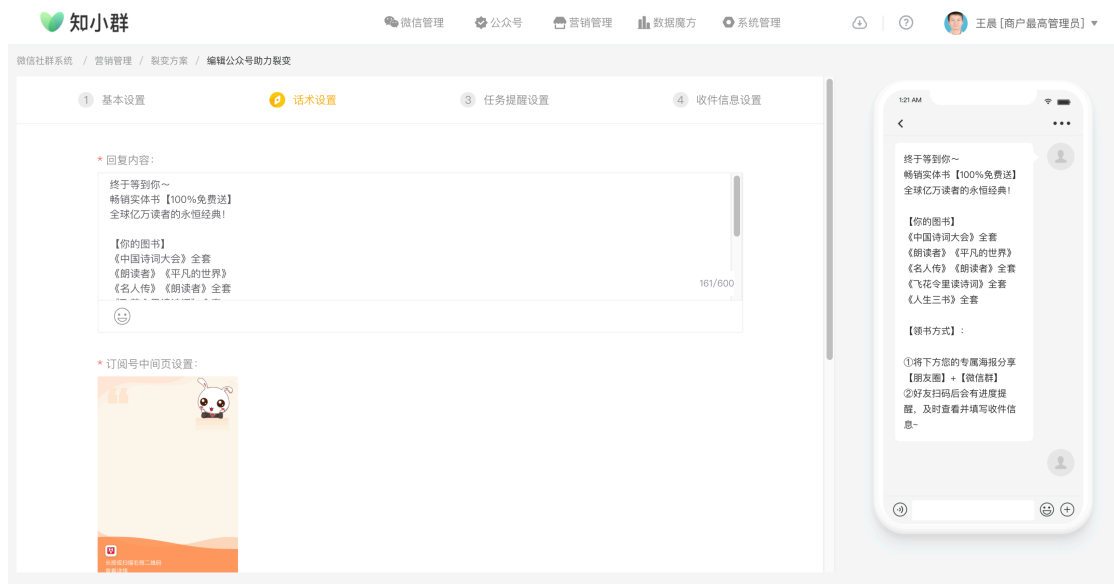 知小群
微信管理
公众号
营销管理
数据魔方
系统管理
王晨 [商户最高管理员]
微信社群系统 / 营销管理 / 裂变方案 / 编辑公众号助力裂变
1 基本设置
话术设置
3 任务提醒设置
4 收件信息设置
* 回复内容:
终于等到你～
畅销实体书【100%免费送】
全球亿万读者的永恒经典!
【你的图书】
《中国诗词大会》全套
《朗读者》《平凡的世界》
《名人传》《朗读者》全套
161/600
* 订阅号中间页设置:
1:21 AM
终于等到你～
畅销实体书【100%免费送】
全球亿万读者的永恒经典!
【你的图书】
《中国诗词大会》全套
《朗读者》《平凡的世界》
《名人传》《朗读者》全套
《飞花令里读诗词》全套
《人生三书》全套
【领书方式】:
①将下方您的专属海报分享
【朋友圈】+【微信群】
②好友扫码后会有进度提
醒，及时查看并填写收件信
息~